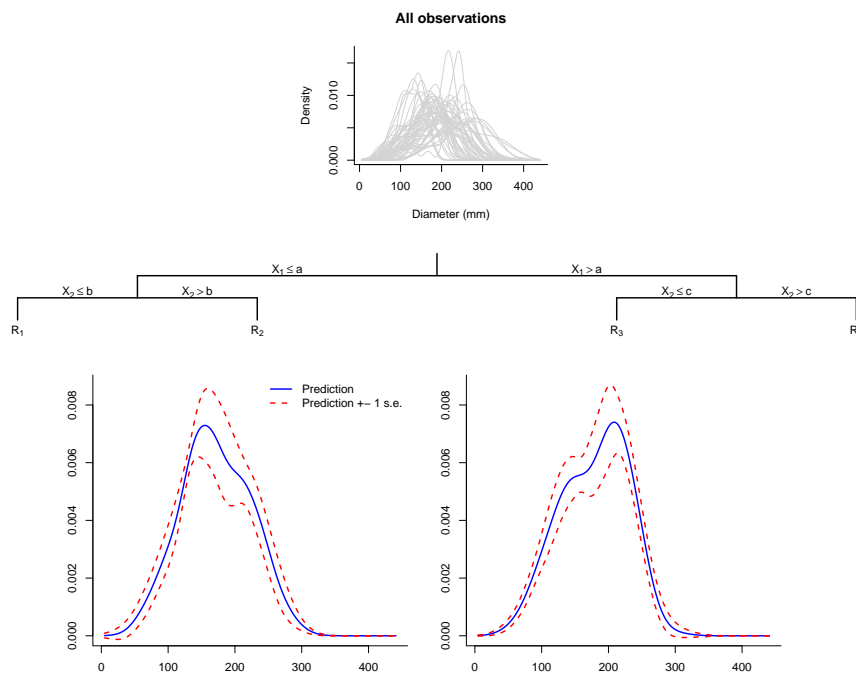 All observations
Density
0.000 0.010
0 100 200 300 400
Diameter (mm)
X₁ ≤ a X₁ > a
X₂ ≤ b X₂ > b X₂ ≤ c X₂ > c
R₁ R₂ R₃ R
Prediction
Prediction +− 1 s.e.
0.000 0.002 0.004 0.006 0.008
0 100 200 300 400
0.000 0.002 0.004 0.006 0.008
0 100 200 300 400